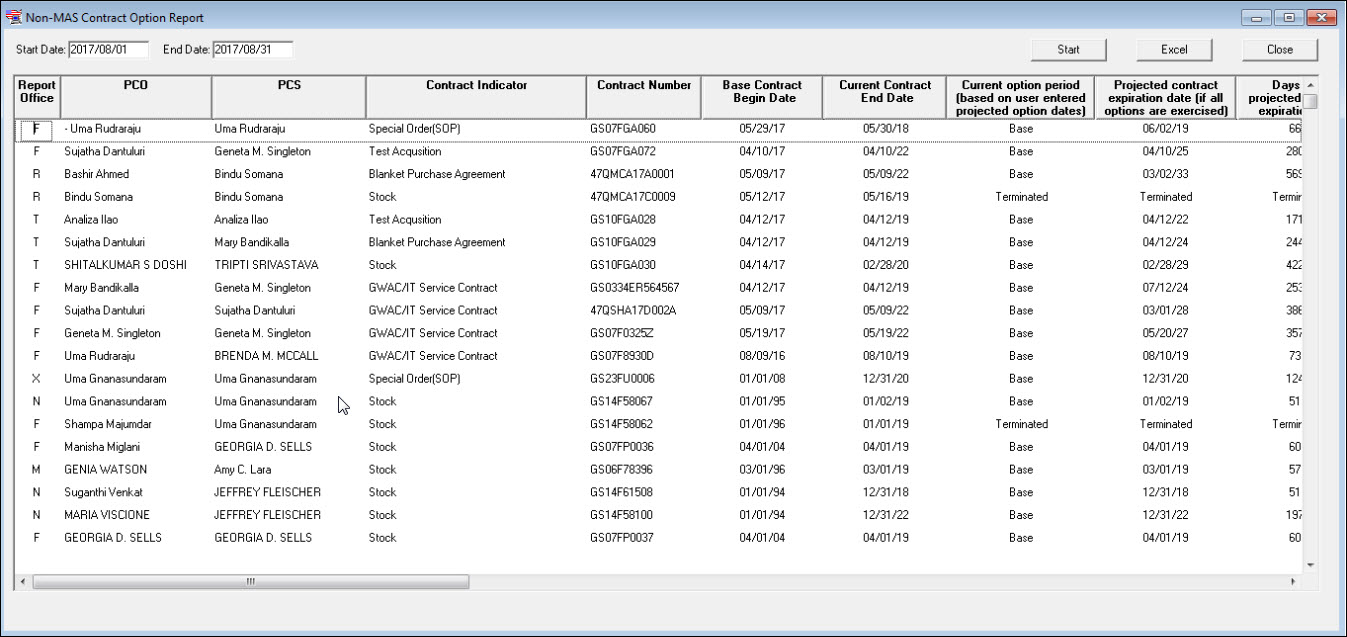 Non-MAS Contract Option Report
Start Date: 2017/08/01 End Date: 2017/08/31 Start Excel Close
Report Office PCO PCS Contract Indicator Contract Number Base Contract Begin Date Current Contract End Date Current option period (based on user entered projected option dates) Projected contract expiration date (if all options are exercised) Days projected expiratic
F - Uma Rudraraju Uma Rudraraju Special Order(SOP) GS07FGA060 05/29/17 05/30/18 Base 06/02/19 66
F Sujatha Dantuluri Geneta M. Singleton Test Acqusition GS07FGA072 04/10/17 04/10/22 Base 04/10/25 280
R Bashir Ahmed Bindu Somana Blanket Purchase Agreement 47QMCA17A0001 05/09/17 05/09/22 Base 03/02/33 569
R Bindu Somana Bindu Somana Stock 47QMCA17C0009 05/12/17 05/16/19 Terminated Terminated Termir
T Analiza Ilao Analiza Ilao Test Acqusition GS10FGA028 04/12/17 04/12/19 Base 04/12/22 171
T Sujatha Dantuluri Mary Bandikalla Blanket Purchase Agreement GS10FGA029 04/12/17 04/12/19 Base 04/12/24 244
T SHITALKUMAR S DOSHI TRIPTI SRIVASTAVA Stock GS10FGA030 04/14/17 02/28/20 Base 02/28/29 422
F Mary Bandikalla Geneta M. Singleton GWAC/IT Service Contract GS0334ER564567 04/12/17 04/12/19 Base 07/12/24 253
F Sujatha Dantuluri Sujatha Dantuluri GWAC/IT Service Contract 47QSHA17D002A 05/09/17 05/09/22 Base 03/01/28 386
F Geneta M. Singleton Geneta M. Singleton GWAC/IT Service Contract GS07F0325Z 05/19/17 05/19/22 Base 05/20/27 357
F Uma Rudraraju BRENDA M. MCCALL GWAC/IT Service Contract GS07F8930D 08/09/16 08/10/19 Base 08/10/19 73
X Uma Gnanasundaram Uma Gnanasundaram Special Order(SOP) GS23FU0006 01/01/08 12/31/20 Base 12/31/20 124
N Uma Gnanasundaram Uma Gnanasundaram Stock GS14F58067 01/01/95 01/02/19 Base 01/02/19 51
F Shampa Majumdar Uma Gnanasundaram Stock GS14F58062 01/01/96 01/01/19 Terminated Terminated Termir
F Manisha Miglani GEORGIA D. SELLS Stock GS07FP0036 04/01/04 04/01/19 Base 04/01/19 60
M GENIA WATSON Amy C. Lara Stock GS06F78396 03/01/96 03/01/19 Base 03/01/19 57
N Suganthi Venkat JEFFREY FLEISCHER Stock GS14F61508 01/01/94 12/31/18 Base 12/31/18 51
N MARIA VISCIONE JEFFREY FLEISCHER Stock GS14F58100 01/01/94 12/31/22 Base 12/31/22 197
F GEORGIA D. SELLS GEORGIA D. SELLS Stock GS07FP0037 04/01/04 04/01/19 Base 04/01/19 60